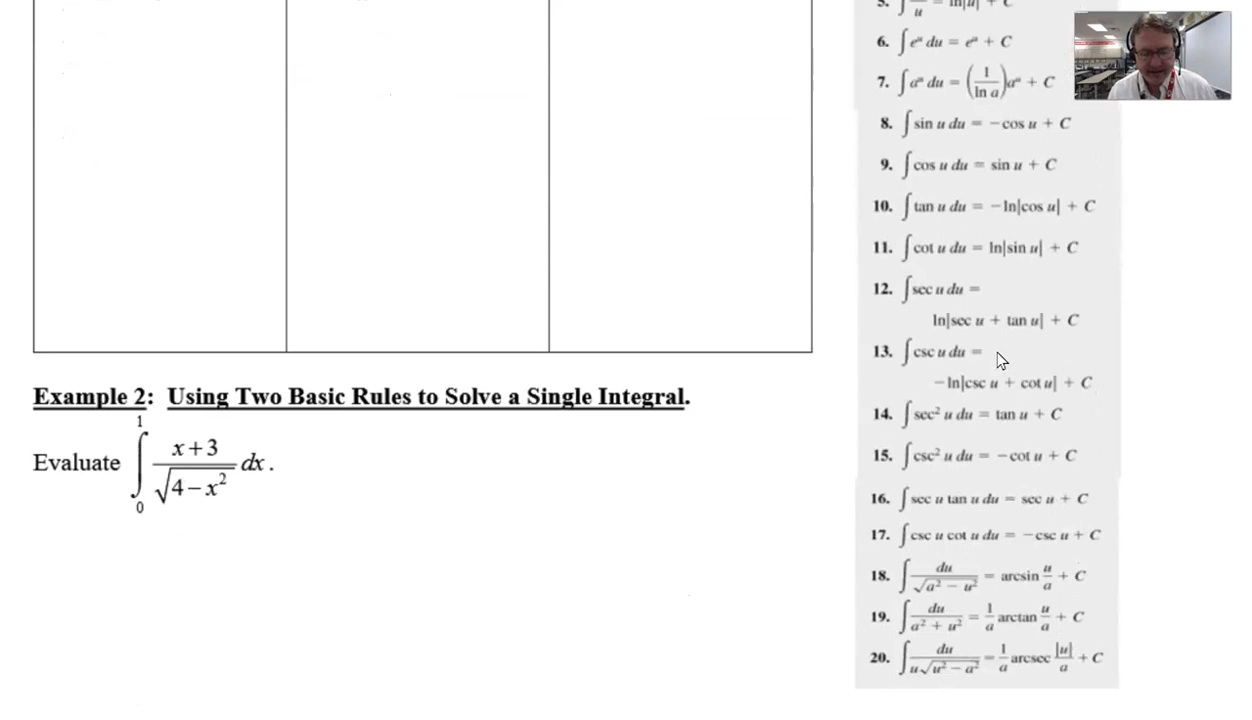 5. ∫ du/u = ln|u| + C
6. ∫eᵘ du = eᵘ + C
7. ∫aᵘ du = (1/ln a)aᵘ + C
8. ∫sin u du = −cos u + C
9. ∫cos u du = sin u + C
10. ∫tan u du = −ln|cos u| + C
11. ∫cot u du = ln|sin u| + C
12. ∫sec u du =
ln|sec u + tan u| + C
13. ∫csc u du =
−ln|csc u + cot u| + C
14. ∫sec² u du = tan u + C
15. ∫csc² u du = −cot u + C
16. ∫sec u tan u du = sec u + C
17. ∫csc u cot u du = −csc u + C
18. ∫ du/√(a² − u²) = arcsin u/a + C
19. ∫ du/(a² + u²) = 1/a arctan u/a + C
20. ∫ du/(u√(u² − a²)) = 1/a arcsec |u|/a + C
Example 2: Using Two Basic Rules to Solve a Single Integral.
Evaluate ∫₀¹ (x+3)/√(4−x²) dx.